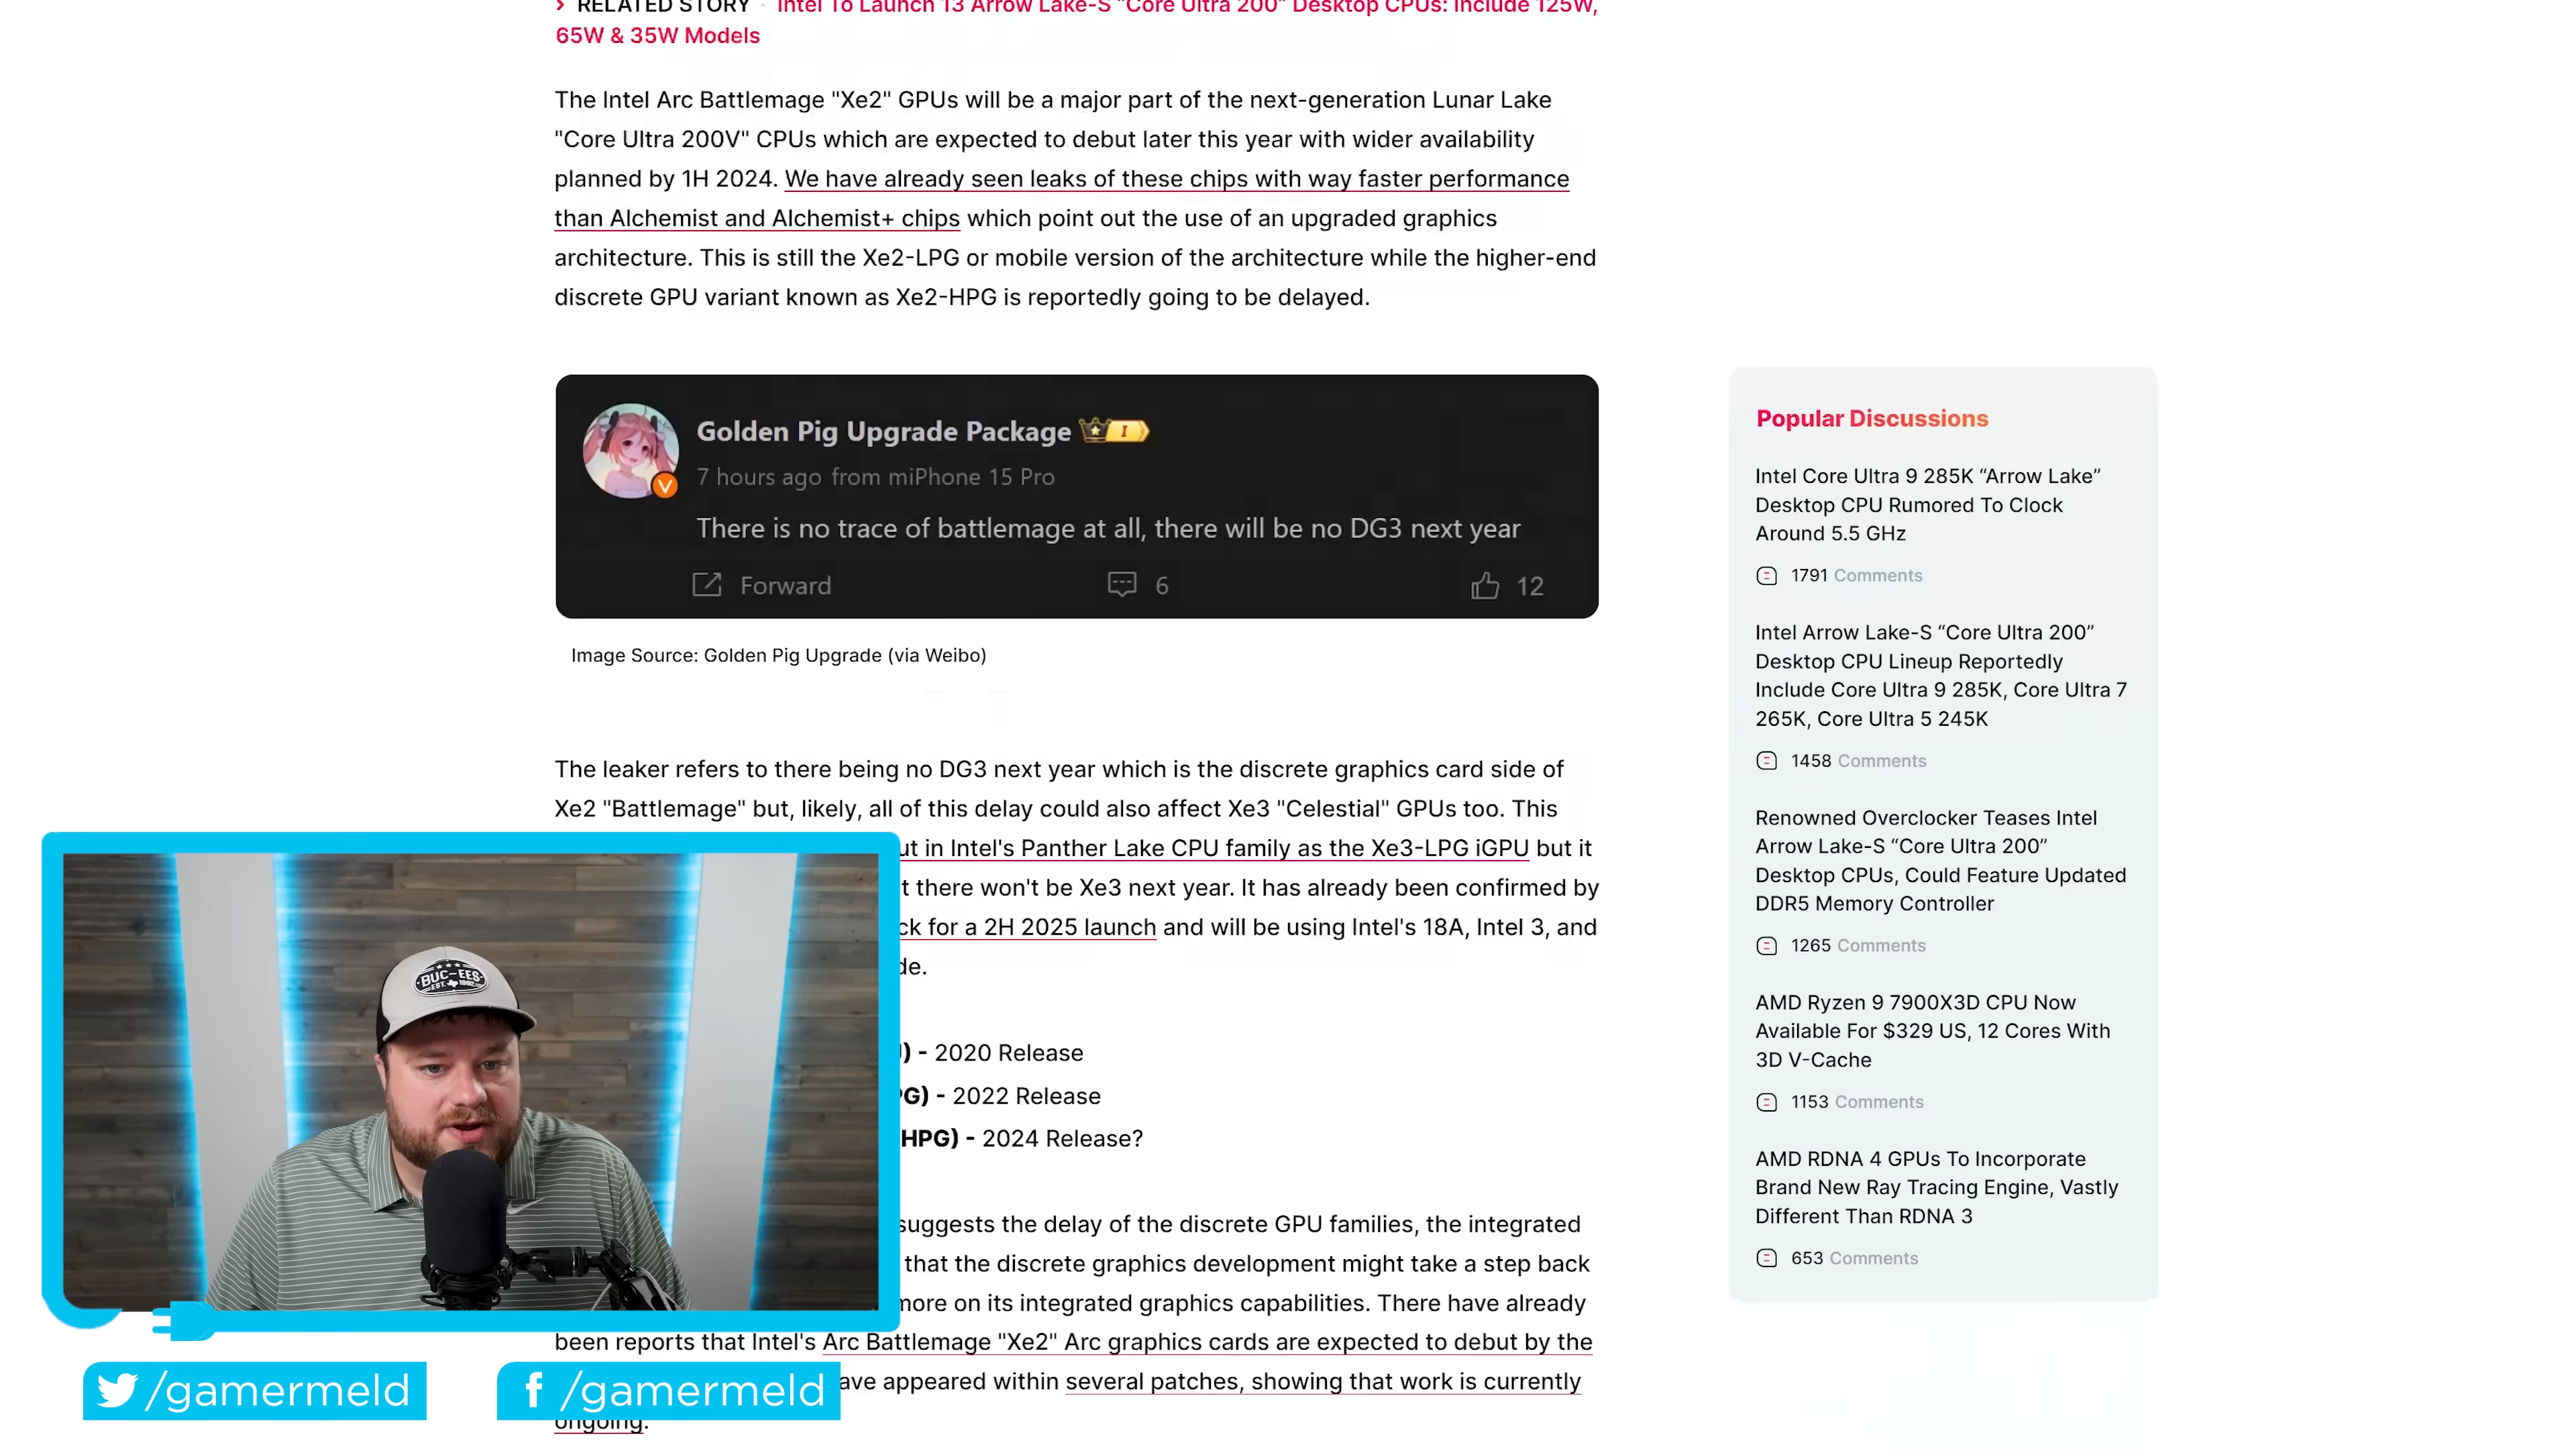 RELATED STORY · Intel To Launch 13 Arrow Lake-S “Core Ultra 200” Desktop CPUs: Include 125W,
65W & 35W Models
The Intel Arc Battlemage "Xe2" GPUs will be a major part of the next-generation Lunar Lake
"Core Ultra 200V" CPUs which are expected to debut later this year with wider availability
planned by 1H 2024. We have already seen leaks of these chips with way faster performance
than Alchemist and Alchemist+ chips which point out the use of an upgraded graphics
architecture. This is still the Xe2-LPG or mobile version of the architecture while the higher-end
discrete GPU variant known as Xe2-HPG is reportedly going to be delayed.
Golden Pig Upgrade Package I
7 hours ago from miPhone 15 Pro
There is no trace of battlemage at all, there will be no DG3 next year
Forward 6 12
Image Source: Golden Pig Upgrade (via Weibo)
The leaker refers to there being no DG3 next year which is the discrete graphics card side of
Xe2 "Battlemage" but, likely, all of this delay could also affect Xe3 "Celestial" GPUs too. This
ut in Intel's Panther Lake CPU family as the Xe3-LPG iGPU but it
t there won't be Xe3 next year. It has already been confirmed by
ck for a 2H 2025 launch and will be using Intel's 18A, Intel 3, and
de.
) - 2020 Release
PG) - 2022 Release
HPG) - 2024 Release?
suggests the delay of the discrete GPU families, the integrated
that the discrete graphics development might take a step back
more on its integrated graphics capabilities. There have already
been reports that Intel's Arc Battlemage "Xe2" Arc graphics cards are expected to debut by the
ave appeared within several patches, showing that work is currently
ongoing.
Popular Discussions
Intel Core Ultra 9 285K “Arrow Lake”
Desktop CPU Rumored To Clock
Around 5.5 GHz
1791 Comments
Intel Arrow Lake-S “Core Ultra 200”
Desktop CPU Lineup Reportedly
Include Core Ultra 9 285K, Core Ultra 7
265K, Core Ultra 5 245K
1458 Comments
Renowned Overclocker Teases Intel
Arrow Lake-S “Core Ultra 200”
Desktop CPUs, Could Feature Updated
DDR5 Memory Controller
1265 Comments
AMD Ryzen 9 7900X3D CPU Now
Available For $329 US, 12 Cores With
3D V-Cache
1153 Comments
AMD RDNA 4 GPUs To Incorporate
Brand New Ray Tracing Engine, Vastly
Different Than RDNA 3
653 Comments
BUC-EES
EST. 1982
/gamermeld
/gamermeld